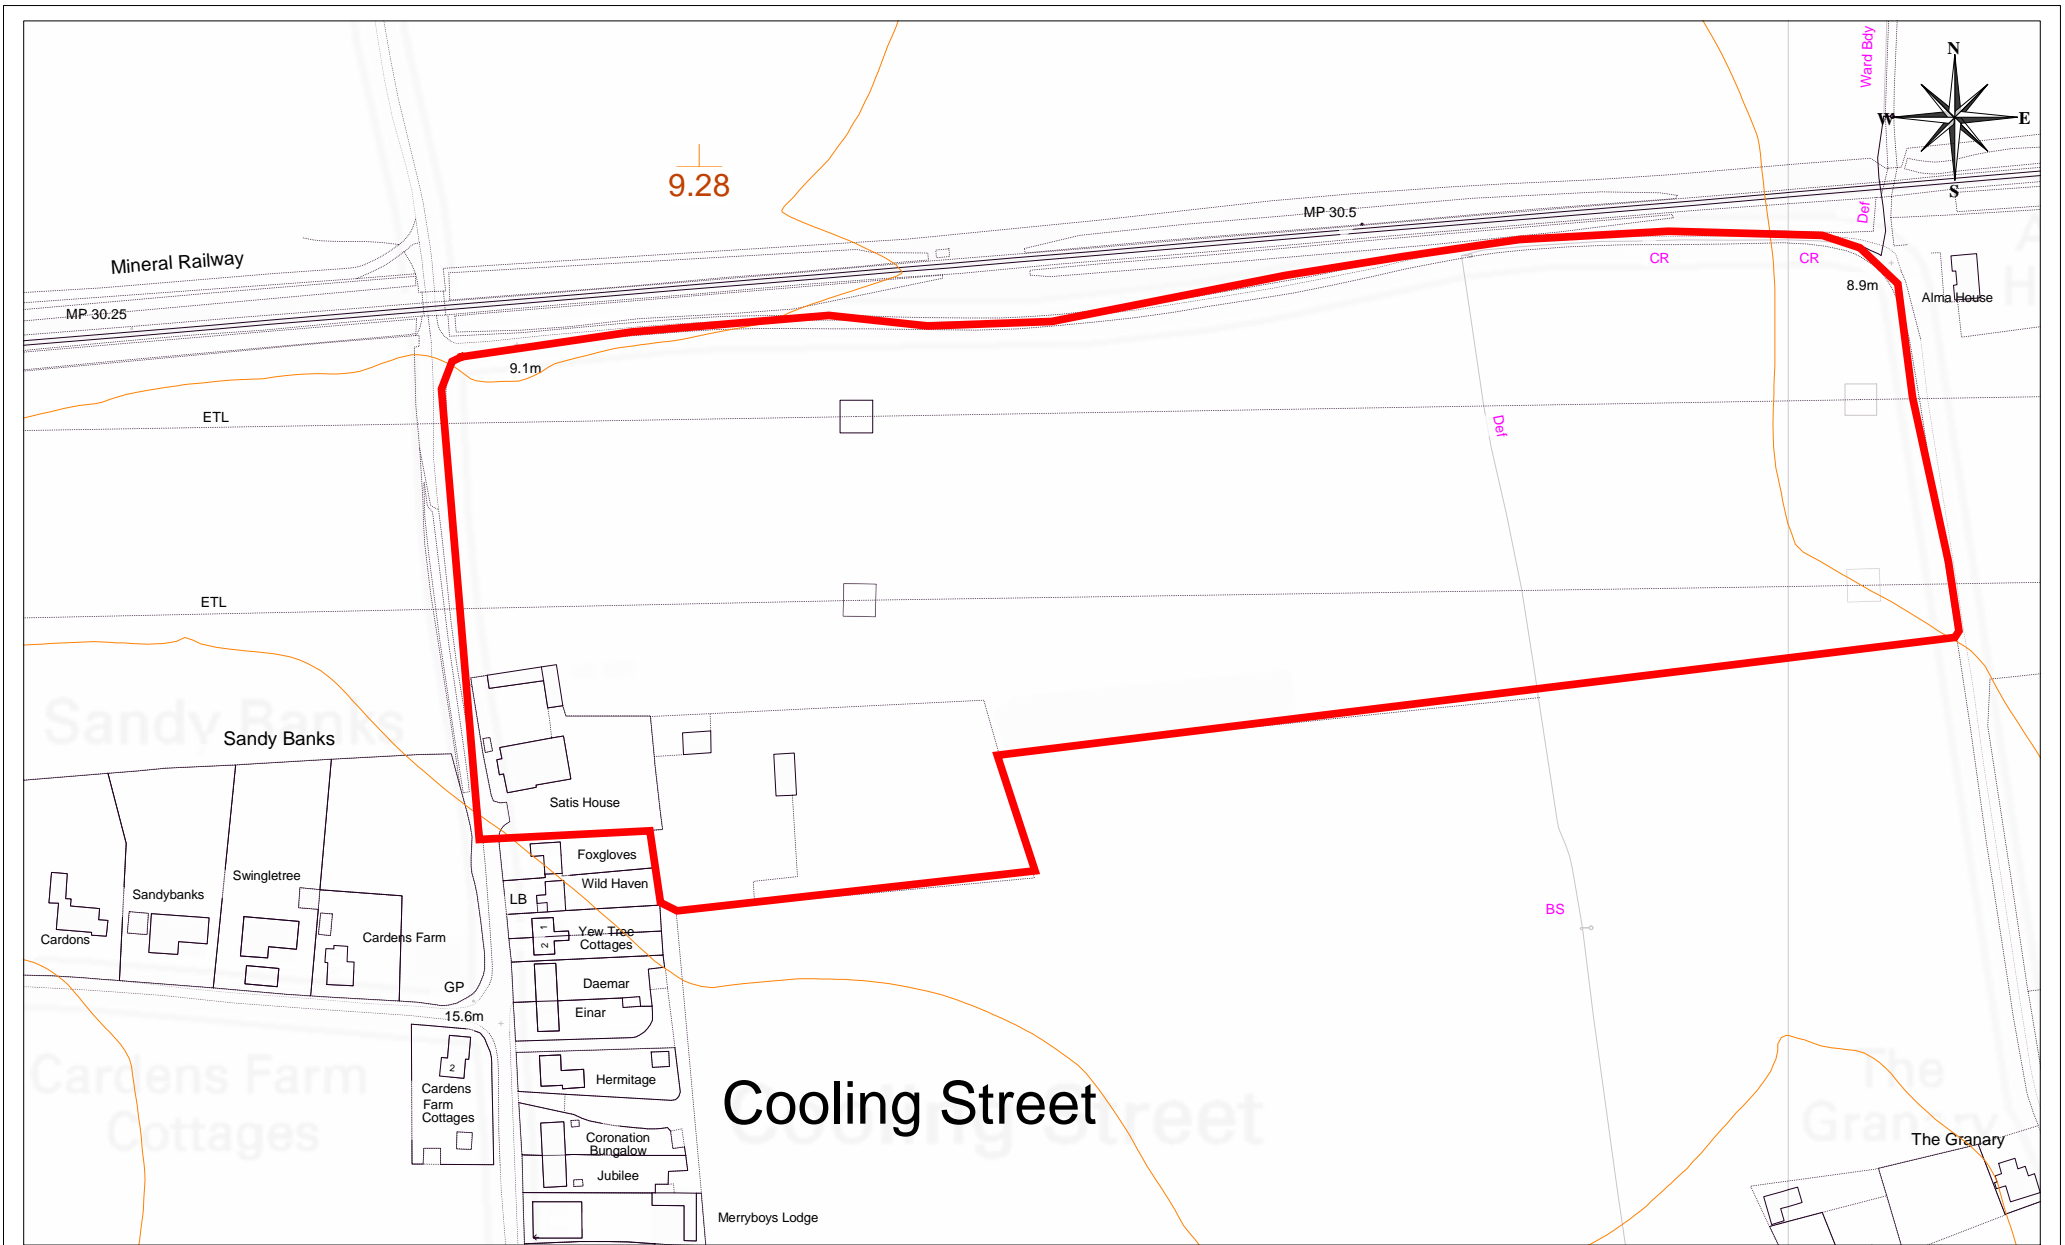 Ward Bdy
N
W
E
S
9.28
MP 30.5
Def
Mineral Railway
CR
CR
MP 30.25
8.9m
Alma House
9.1m
ETL
Def
ETL
Sandy Banks
Sandy Banks
Satis House
Foxgloves
Swingletree
Wild Haven
Sandybanks
LB
BS
1
Yew Tree
Cottages
2
Cardons
Cardens Farm
Daemar
GP
15.6m
Einar
Cardens Farm
Cottages
The
Granary
2
Hermitage
Cardens
Farm
Cottages
Cooling Street
Cooling Street
Coronation
Bungalow
The Granary
Jubilee
Merryboys Lodge